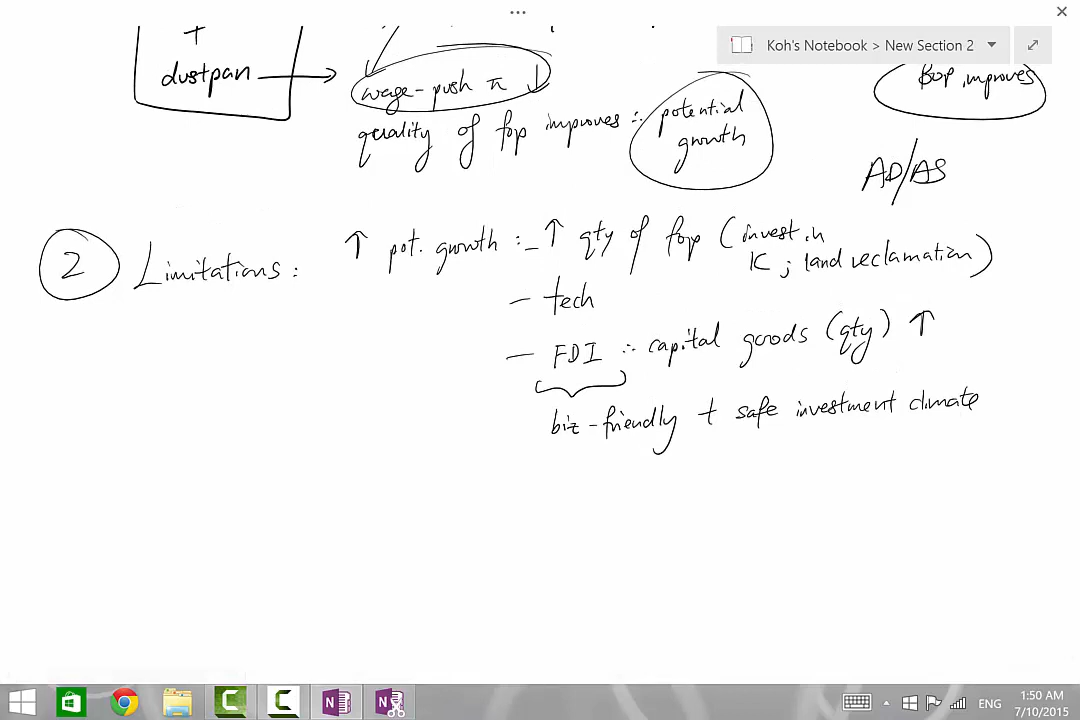 Koh's Notebook > New Section 2
+
dustpan
wage-push π ↓
BOP improves
quality of fop improves ∴ potential growth
AD/AS
2 Limitations:
↑ pot. growth : - ↑ qty of fop (invest in K ; land reclamation)
- tech
- FDI ∴ capital goods (qty) ↑
biz-friendly + safe investment climate
ENG
1:50 AM
7/10/2015